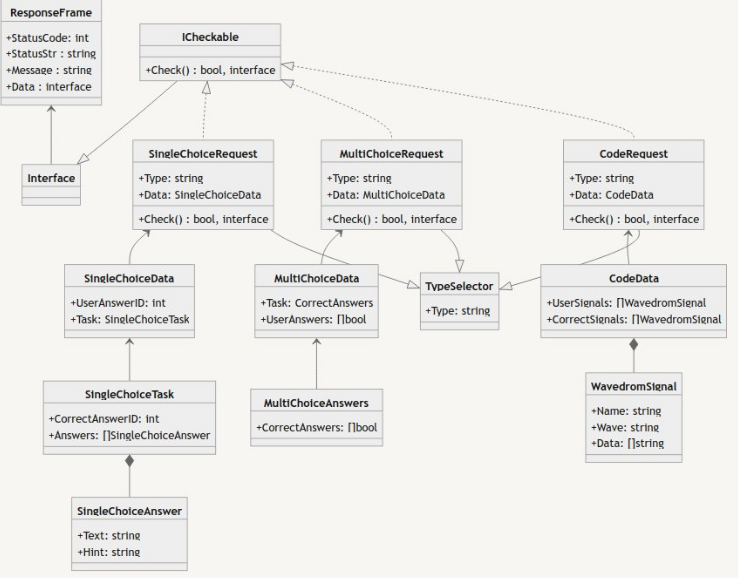 ResponseFrame
+StatusCode: int
+StatusStr : string
+Message : string
+Data : interface
ICheckable
+Check() : bool, interface
Interface
SingleChoiceRequest
+Type: string
+Data: SingleChoiceData
+Check() : bool, interface
MultiChoiceRequest
+Type: string
+Data: MultiChoiceData
+Check() : bool, interface
CodeRequest
+Type: string
+Data: CodeData
+Check() : bool, interface
SingleChoiceData
+UserAnswerID: int
+Task: SingleChoiceTask
MultiChoiceData
+Task: CorrectAnswers
+UserAnswers: []bool
TypeSelector
+Type: string
CodeData
+UserSignals: []WavedromSignal
+CorrectSignals: []WavedromSignal
SingleChoiceTask
+CorrectAnswerID: int
+Answers: []SingleChoiceAnswer
MultiChoiceAnswers
+CorrectAnswers: []bool
WavedromSignal
+Name: string
+Wave: string
+Data: []string
SingleChoiceAnswer
+Text: string
+Hint: string